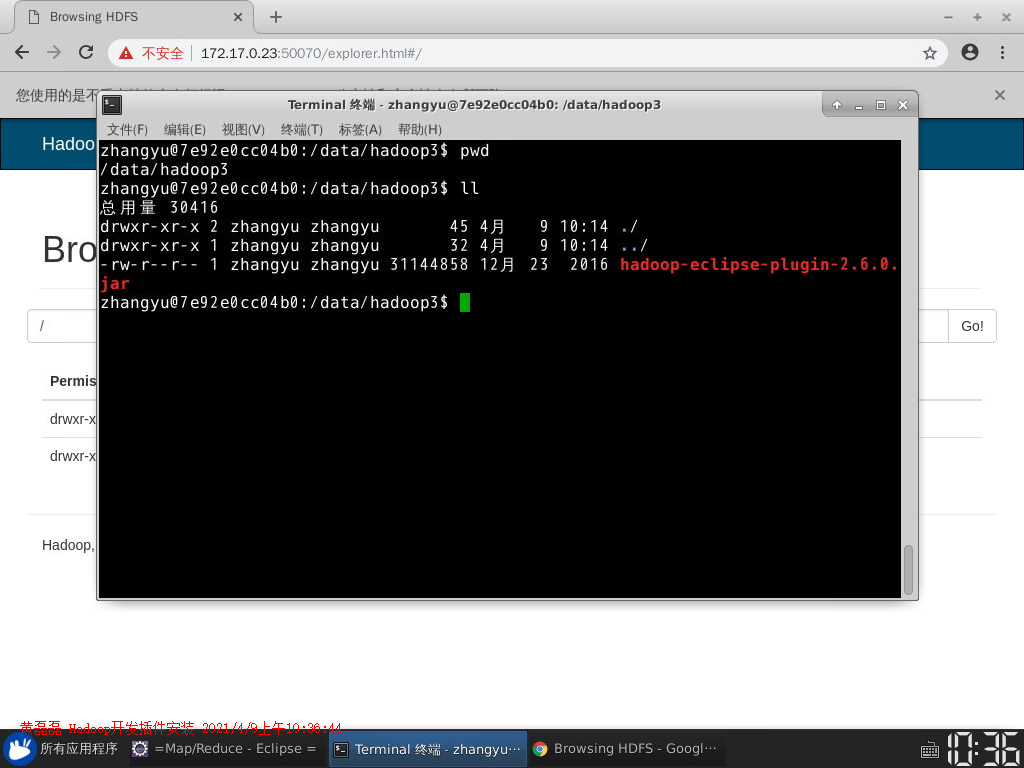 Browsing HDFS
不安全 172.17.0.23:50070/explorer.html#/
您使用的是不
Terminal 终端 - zhangyu@7e92e0cc04b0: /data/hadoop3
文件(F) 编辑(E) 视图(V) 终端(T) 标签(A) 帮助(H)
Hadoo
zhangyu@7e92e0cc04b0:/data/hadoop3$ pwd
/data/hadoop3
zhangyu@7e92e0cc04b0:/data/hadoop3$ ll
总用量 30416
drwxr-xr-x 2 zhangyu zhangyu 45 4月 9 10:14 ./
drwxr-xr-x 1 zhangyu zhangyu 32 4月 9 10:14 ../
-rw-r--r-- 1 zhangyu zhangyu 31144858 12月 23 2016 hadoop-eclipse-plugin-2.6.0.
jar
zhangyu@7e92e0cc04b0:/data/hadoop3$
Bro
/ Go!
Permis
drwxr-x
drwxr-x
Hadoop,
黄磊磊 Hadoop开发插件安装 2021/4/9上午10:36:44
所有应用程序 =Map/Reduce - Eclipse = Terminal 终端 - zhangyu… Browsing HDFS - Googl… 10:36